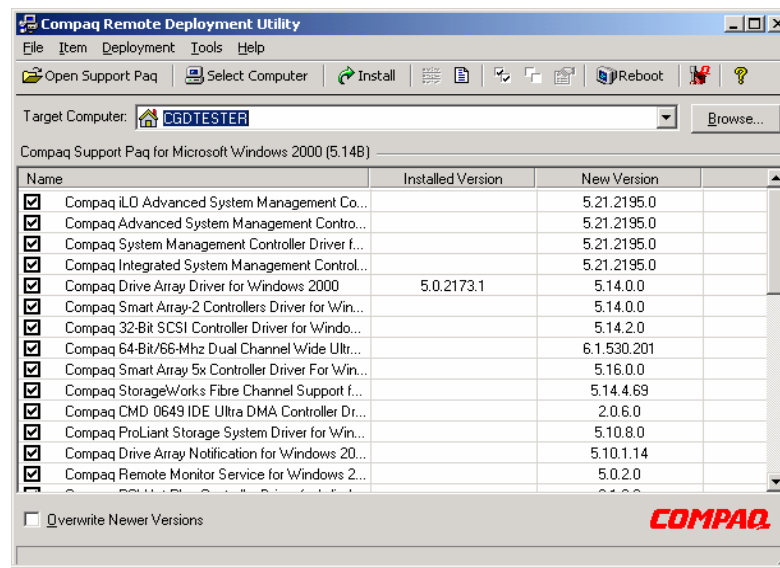 Compaq Remote Deployment Utility
File Item Deployment Tools Help
Open Support Paq Select Computer Install Reboot
Target Computer: CGDTESTER Browse...
Compaq Support Paq for Microsoft Windows 2000 (5.14B)
Name Installed Version New Version
Compaq iLO Advanced System Management Co... 5.21.2195.0
Compaq Advanced System Management Contro... 5.21.2195.0
Compaq System Management Controller Driver f... 5.21.2195.0
Compaq Integrated System Management Control... 5.21.2195.0
Compaq Drive Array Driver for Windows 2000 5.0.2173.1 5.14.0.0
Compaq Smart Array-2 Controllers Driver for Win... 5.14.0.0
Compaq 32-Bit SCSI Controller Driver for Windo... 5.14.2.0
Compaq 64-Bit/66-Mhz Dual Channel Wide Ultr... 6.1.530.201
Compaq Smart Array 5x Controller Driver For Win... 5.16.0.0
Compaq StorageWorks Fibre Channel Support f... 5.14.4.69
Compaq CMD 0649 IDE Ultra DMA Controller Dr... 2.0.6.0
Compaq ProLiant Storage System Driver for Win... 5.10.8.0
Compaq Drive Array Notification for Windows 20... 5.10.1.14
Compaq Remote Monitor Service for Windows 2... 5.0.2.0
Overwrite Newer Versions
COMPAQ